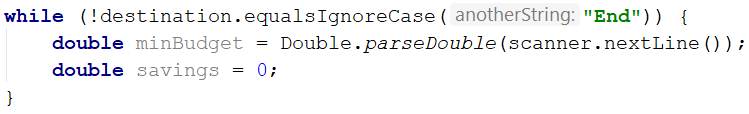 while (!destination.equalsIgnoreCase( anotherString: "End")) {
    double minBudget = Double.parseDouble(scanner.nextLine());
    double savings = 0;
}